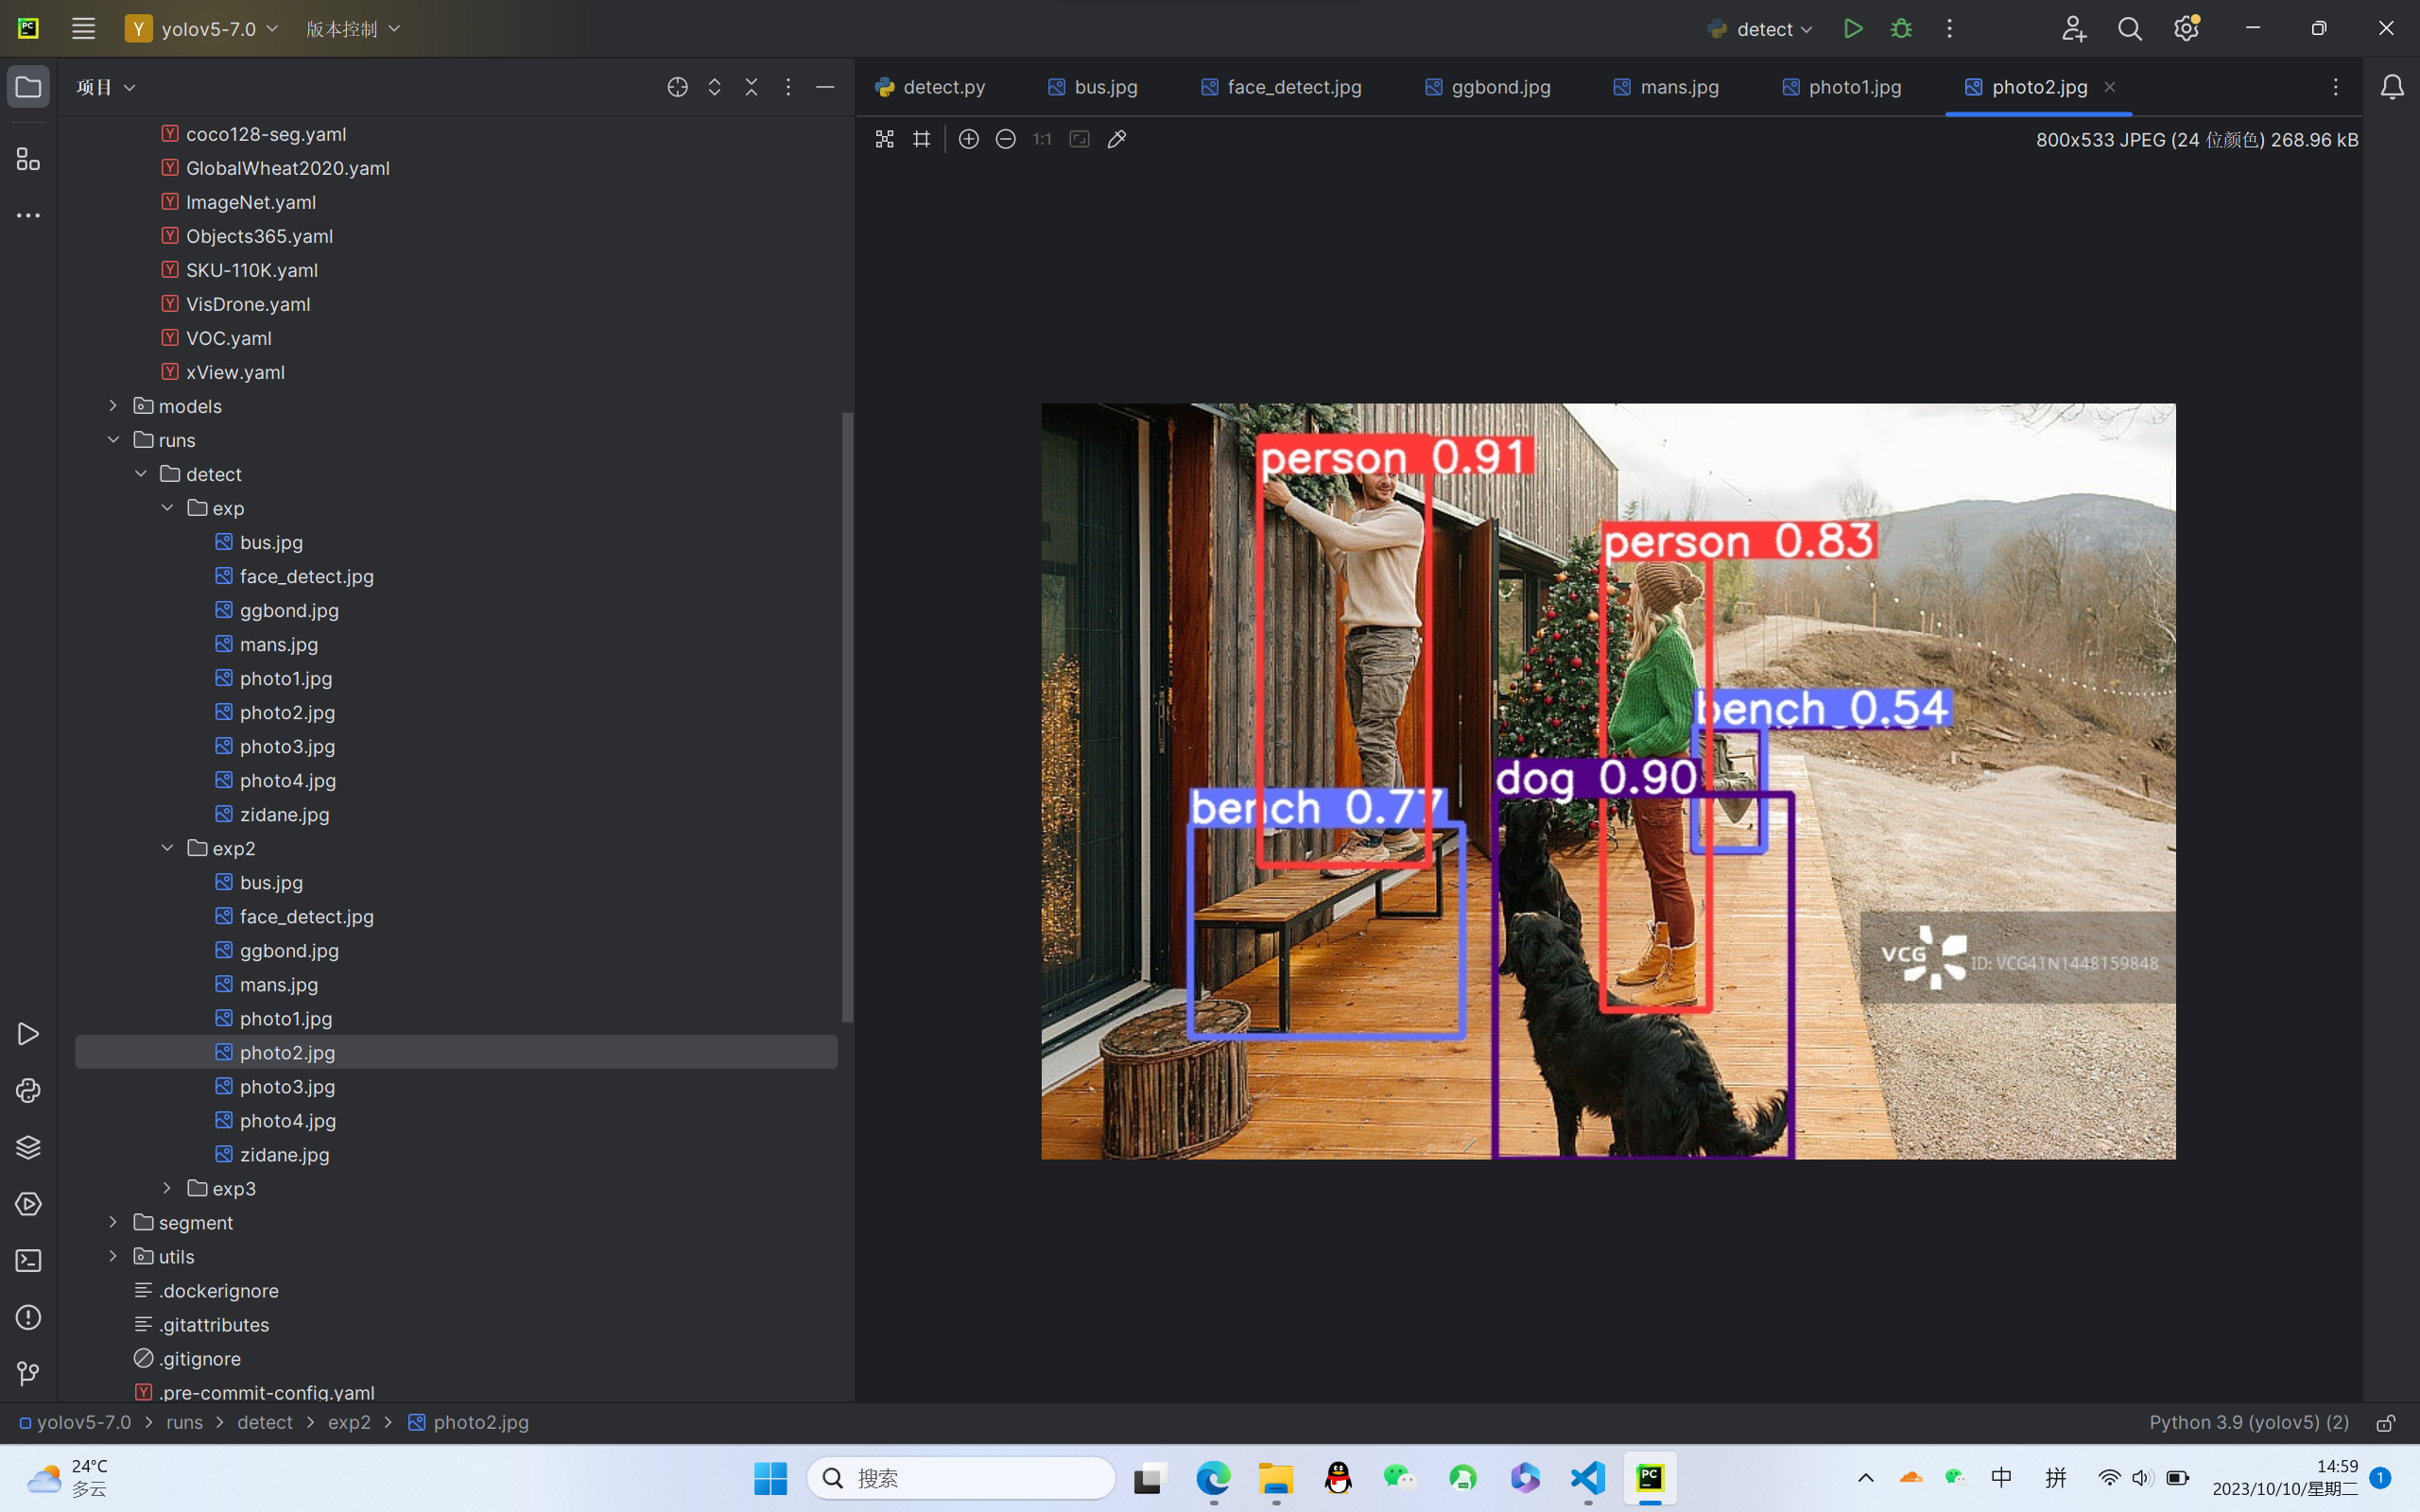 yolov5-7.0
版本控制
detect
项目
detect.py
bus.jpg
face_detect.jpg
ggbond.jpg
mans.jpg
photo1.jpg
photo2.jpg
1:1
800x533 JPEG (24 位颜色) 268.96 kB
coco128-seg.yaml
GlobalWheat2020.yaml
ImageNet.yaml
Objects365.yaml
SKU-110K.yaml
VisDrone.yaml
VOC.yaml
xView.yaml
models
runs
detect
exp
bus.jpg
face_detect.jpg
ggbond.jpg
mans.jpg
photo1.jpg
photo2.jpg
photo3.jpg
photo4.jpg
zidane.jpg
exp2
bus.jpg
face_detect.jpg
ggbond.jpg
mans.jpg
photo1.jpg
photo2.jpg
photo3.jpg
photo4.jpg
zidane.jpg
exp3
segment
utils
.dockerignore
.gitattributes
.gitignore
.pre-commit-config.yaml
person 0.91
person 0.83
bench 0.54
dog 0.90
bench 0.77
VCG
ID: VCG41N1448159848
yolov5-7.0 > runs > detect > exp2 > photo2.jpg
Python 3.9 (yolov5) (2)
24°C
多云
搜索
中
拼
14:59
2023/10/10/星期二
1